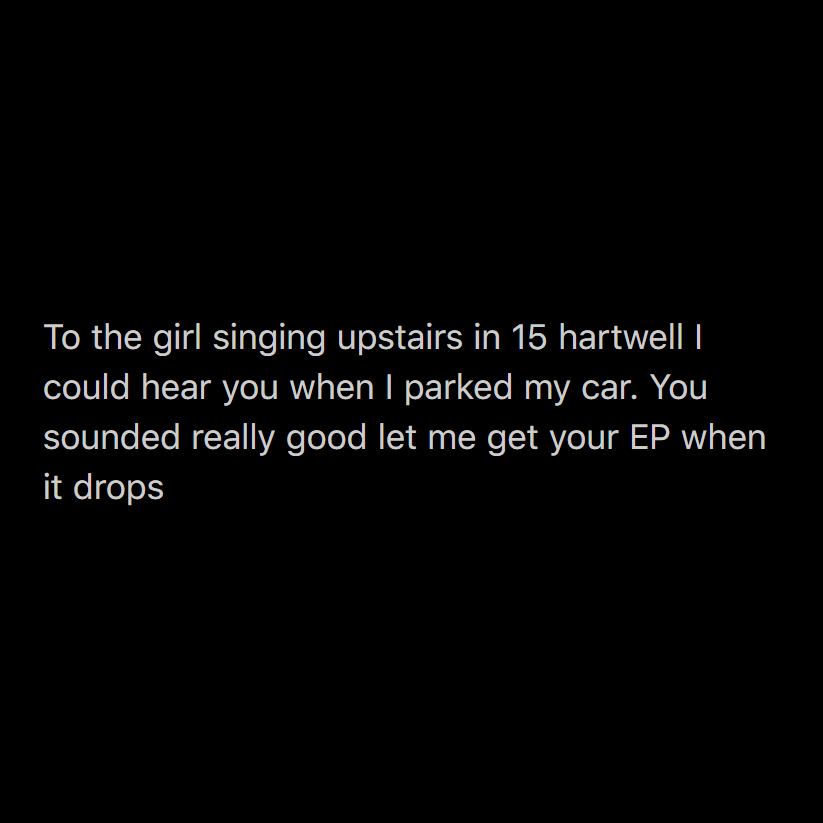 To the girl singing upstairs in 15 hartwell I
could hear you when I parked my car. You
sounded really good let me get your EP when
it drops